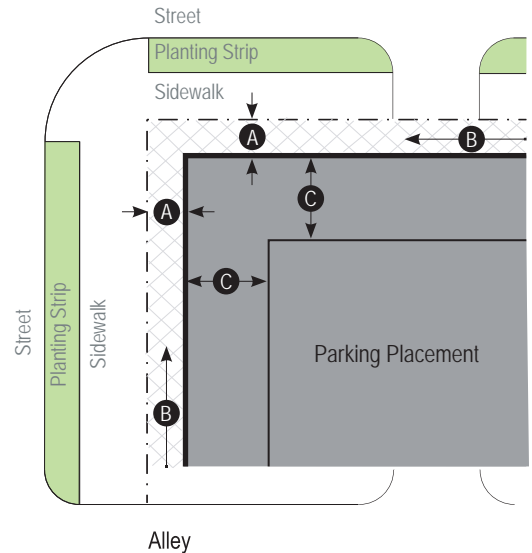 Street
Planting Strip
Sidewalk
A
B
C
A
C
Parking Placement
Street
Planting Strip
Sidewalk
B
Alley